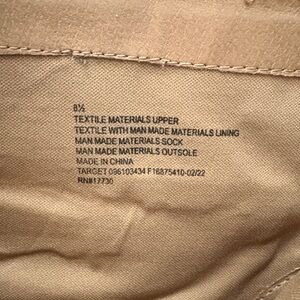 8½
TEXTILE MATERIALS UPPER
TEXTILE WITH MAN MADE MATERIALS LINING
MAN MADE MATERIALS SOCK
MAN MADE MATERIALS OUTSOLE
MADE IN CHINA
TARGET 096103434 F16875410-02/22
RN#17730